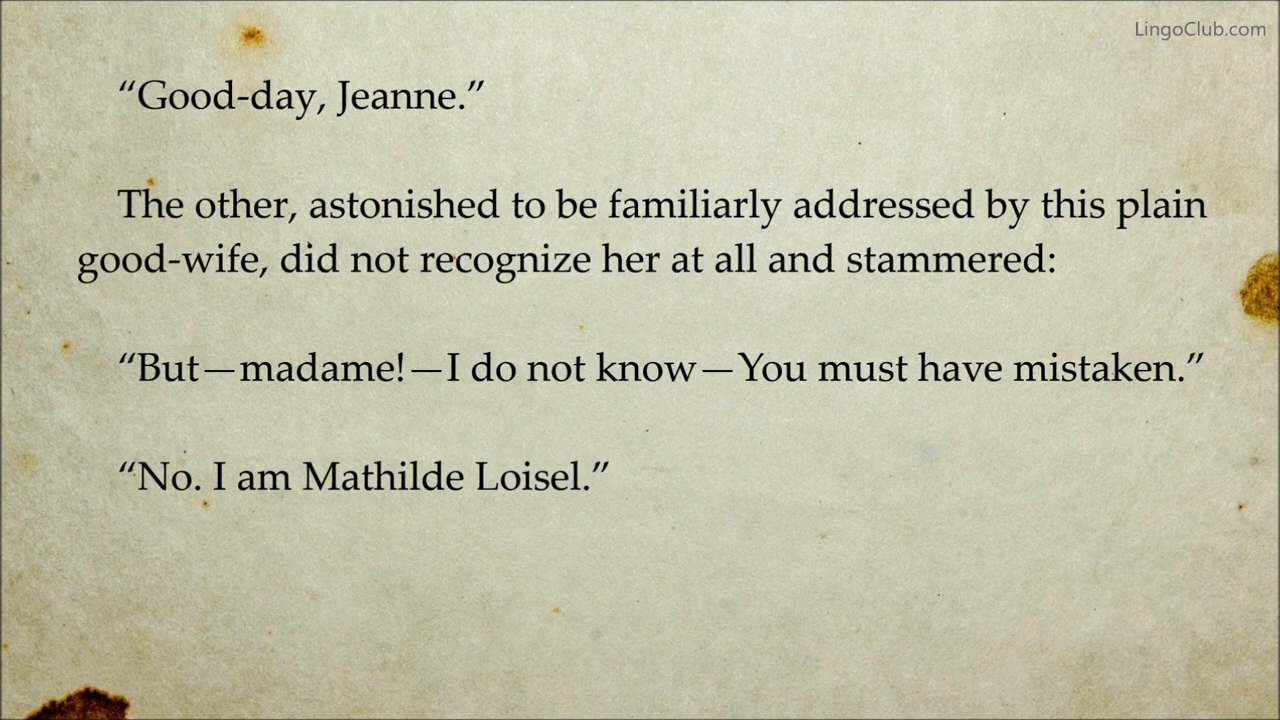 LingoClub.com
“Good-day, Jeanne.”
The other, astonished to be familiarly addressed by this plain
good-wife, did not recognize her at all and stammered:
“But—madame!—I do not know—You must have mistaken.”
“No. I am Mathilde Loisel.”